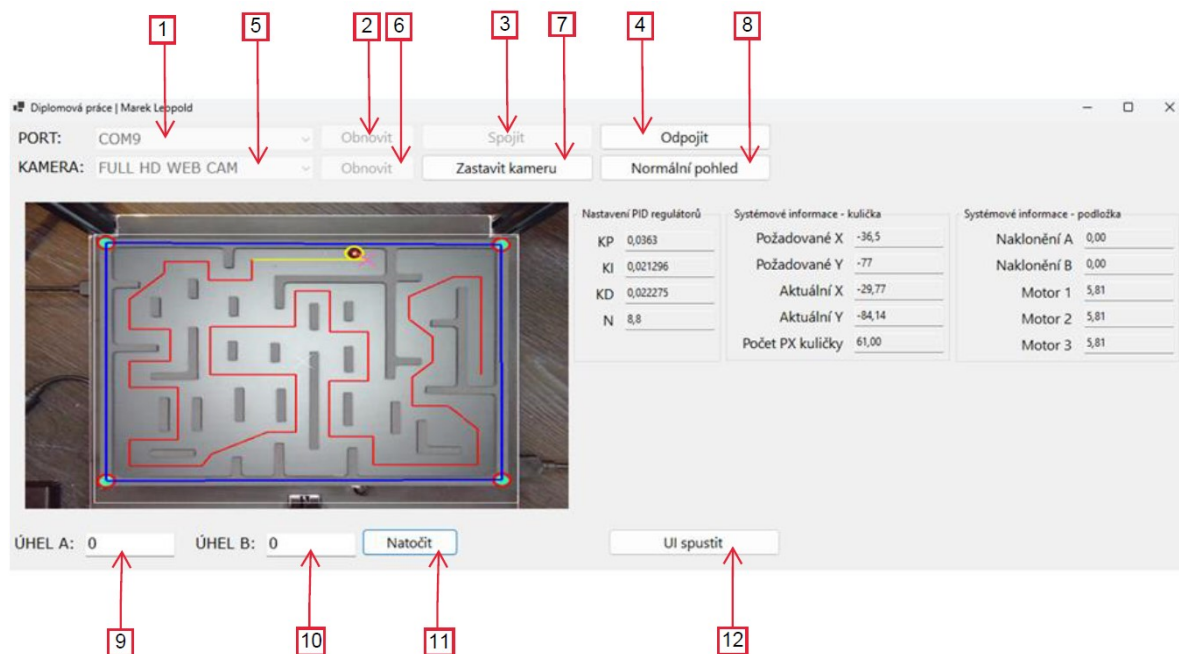 1 5 2 6 3 7 4 8
Diplomová práce | Marek Leopold
PORT: COM9 Obnovit Spojit Odpojit
KAMERA: FULL HD WEB CAM Obnovit Zastavit kameru Normální pohled
Nastavení PID regulátorů Systémové informace - kulička Systémové informace - podložka
KP 0,0363 Požadované X -36,5 Naklonění A 0,00
KI 0,021296 Požadované Y -77 Naklonění B 0,00
KD 0,022275 Aktuální X -29,77 Motor 1 5,81
N 8,8 Aktuální Y -84,14 Motor 2 5,81
Počet PX kuličky 61,00 Motor 3 5,81
ÚHEL A: 0 ÚHEL B: 0 Natočit UI spustit
9 10 11 12